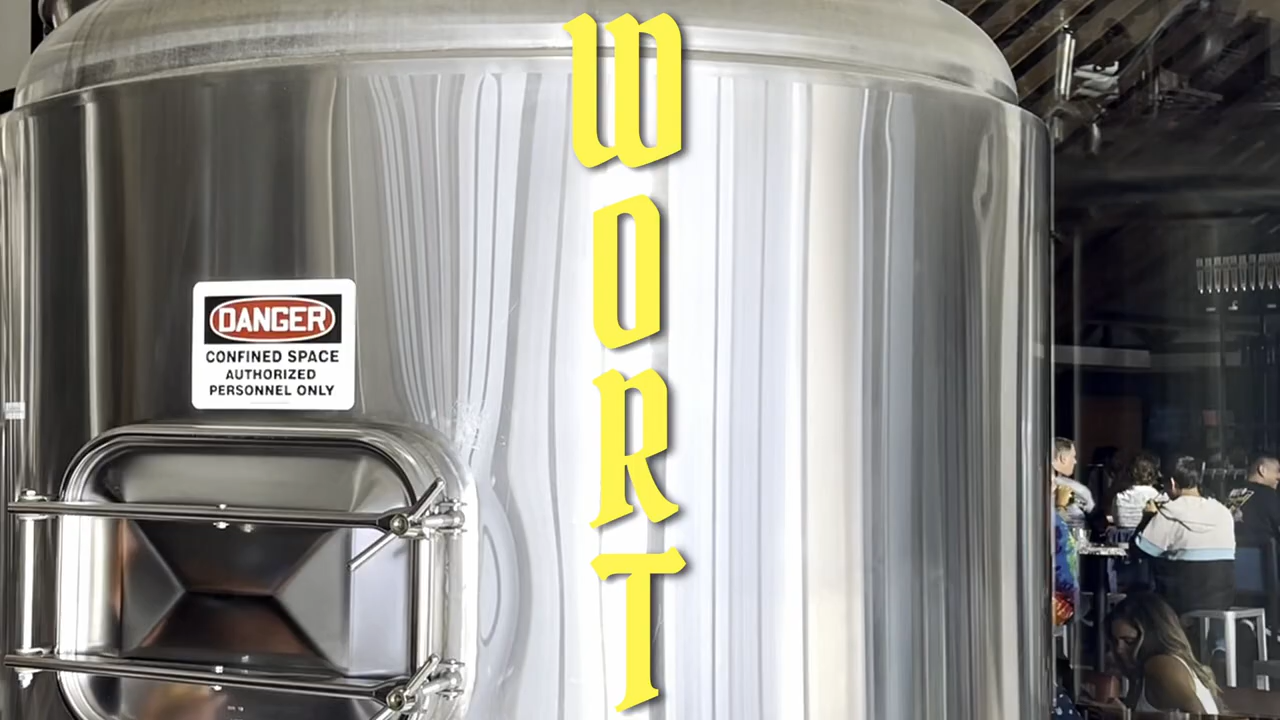 WORT
DANGER
CONFINED SPACE
AUTHORIZED
PERSONNEL ONLY